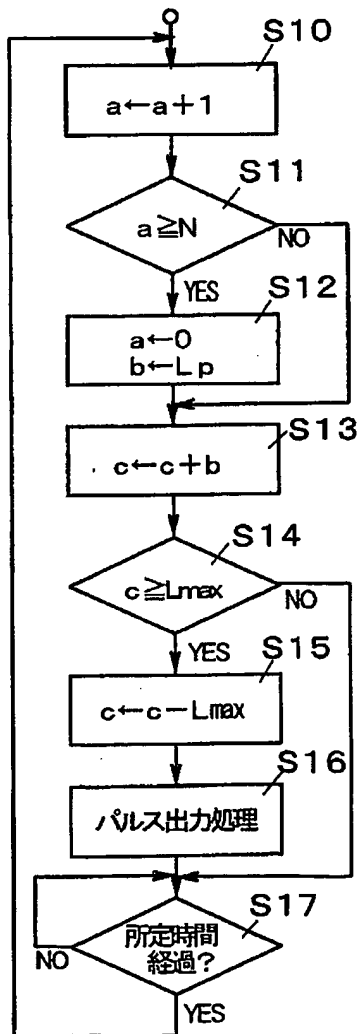 S10
a←a+1
S11
a≧N
NO
YES
S12
a←0
b←Lp
S13
c←c+b
S14
c≧Lmax
NO
YES
S15
c←c-Lmax
S16
パルス出力処理
S17
所定時間
経過?
NO
YES